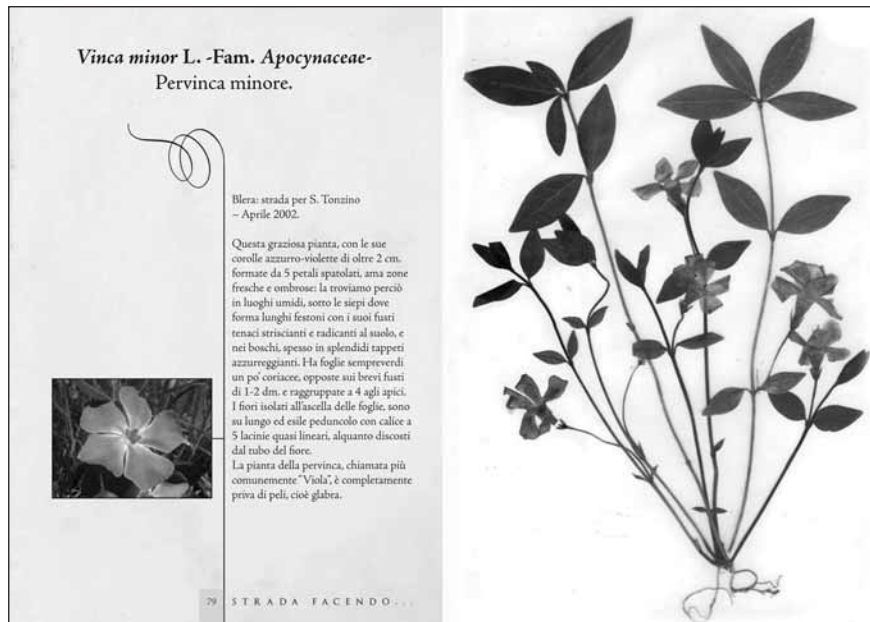 Vinca minor L. -Fam. Apocynaceae-
Pervinca minore.
Blera: strada per S. Tonzino
– Aprile 2002.
Questa graziosa pianta, con le sue
corolle azzurro-violette di oltre 2 cm.
formate da 5 petali spatolati, ama zone
fresche e ombrose: la troviamo perciò
in luoghi umidi, sotto le siepi dove
forma lunghi festoni con i suoi fusti
tenaci striscianti e radicanti al suolo, e
nei boschi, spesso in splendidi tappeti
azzurreggianti. Ha foglie sempreverdi
un po' coriacee, opposte sui brevi fusti
di 1-2 dm. e raggruppate a 4 agli apici.
I fiori isolati all'ascella delle foglie, sono
su lungo ed esile peduncolo con calice a
5 lacinie quasi lineari, alquanto discosti
dal tubo del fiore.
La pianta della pervinca, chiamata più
comunemente "Viola", è completamente
priva di peli, cioè glabra.
79 STRADA FACENDO...